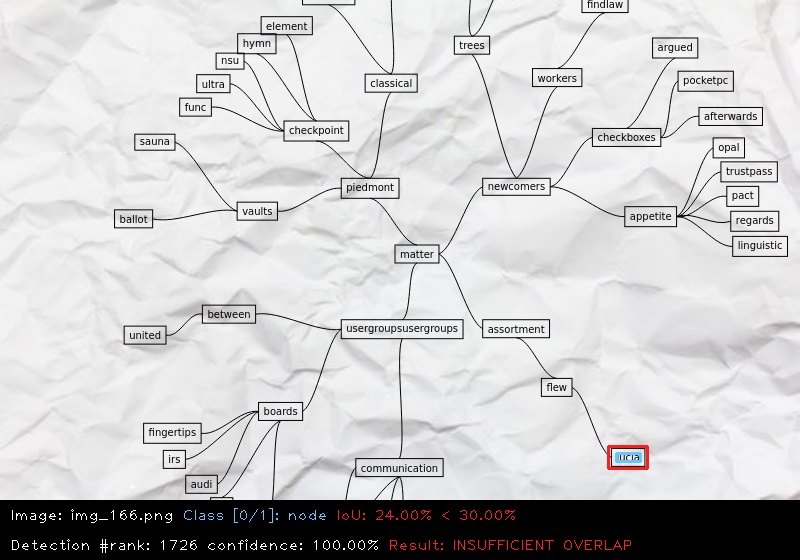 findlaw
element
hymn
trees
argued
nsu
classical
workers
pocketpc
ultra
func
afterwards
checkpoint
checkboxes
sauna
opal
trustpass
piedmont
newcomers
pact
vaults
appetite
ballot
regards
linguistic
matter
between
united
usergroupsusergroups
assortment
flew
boards
fingertips
irs
communication
audi
Image: img_166.png Class [0/1]: node IoU: 24.00% < 30.00%
Detection #rank: 1726 confidence: 100.00% Result: INSUFFICIENT OVERLAP